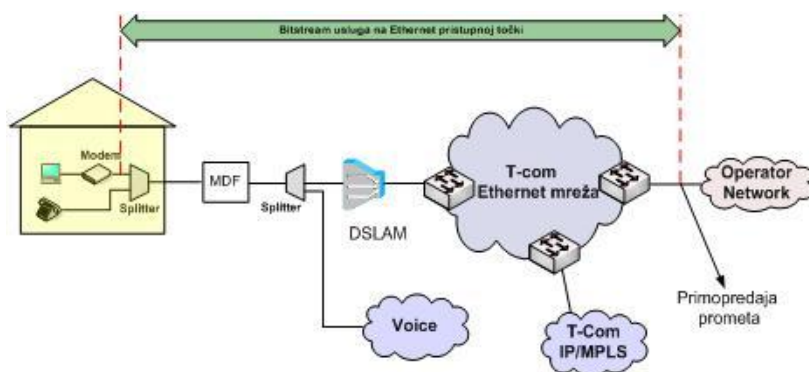 Bitstream usluga na Ethernet pristupnoj točki
Modem
Splitter
MDF
Splitter
DSLAM
T-com
Ethernet mreža
Operator
Network
Voice
T-Com
IP/MPLS
Primopredaja
prometa